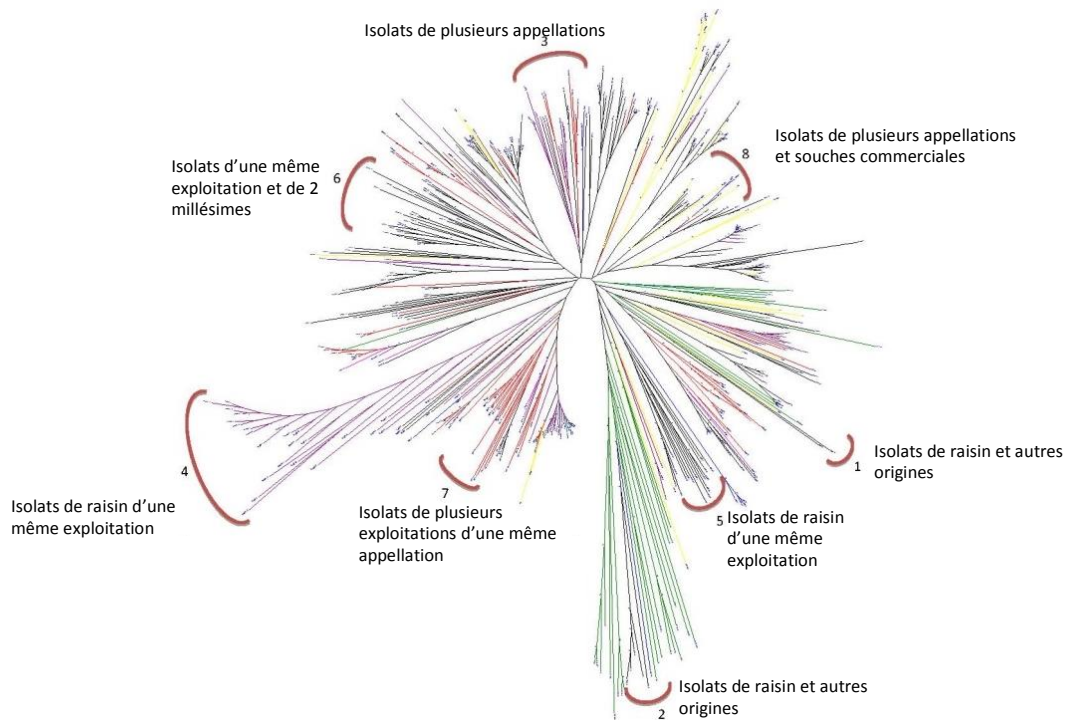 Isolats de plusieurs appellations
3
Isolats de plusieurs appellations
et souches commerciales
8
Isolats d'une même
exploitation et de 2
millésimes
6
4
Isolats de raisin d'une
même exploitation
7
Isolats de plusieurs
exploitations d'une même
appellation
1
Isolats de raisin et autres
origines
5
Isolats de raisin
d'une même
exploitation
2
Isolats de raisin et autres
origines